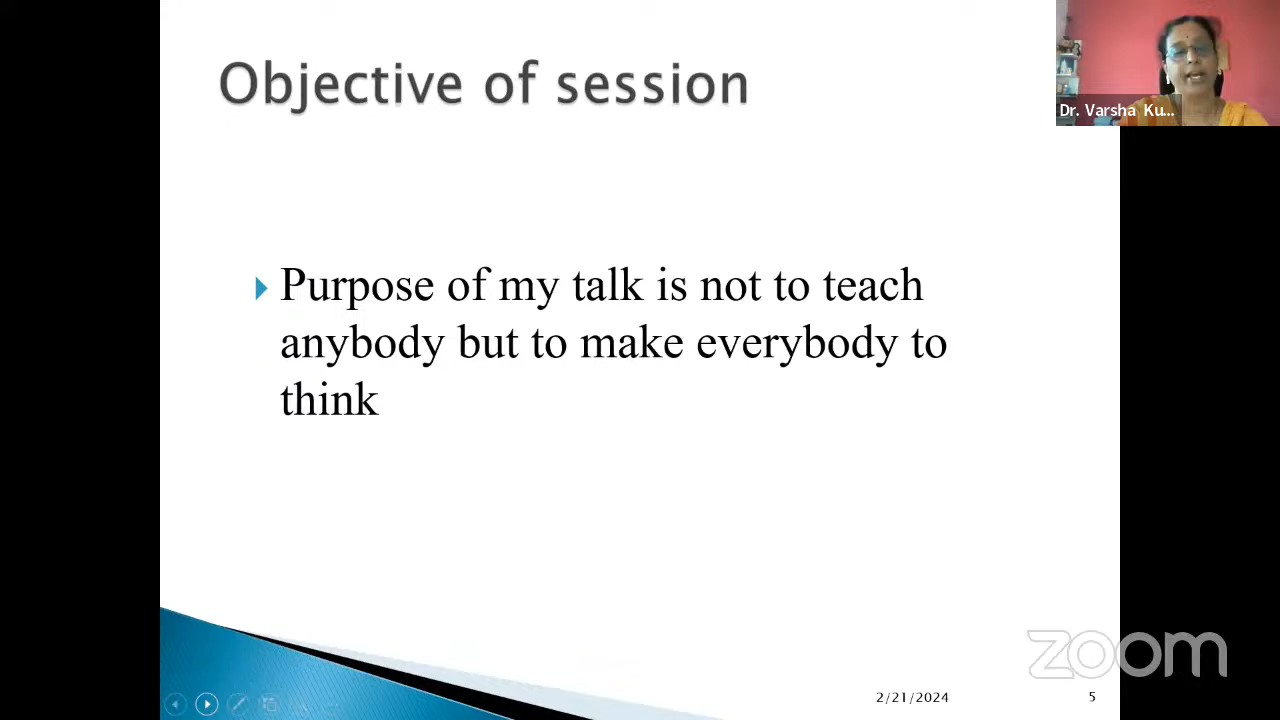 Objective of session
Dr. Varsha Ku...
Purpose of my talk is not to teach
anybody but to make everybody to
think
zoom
2/21/2024
5